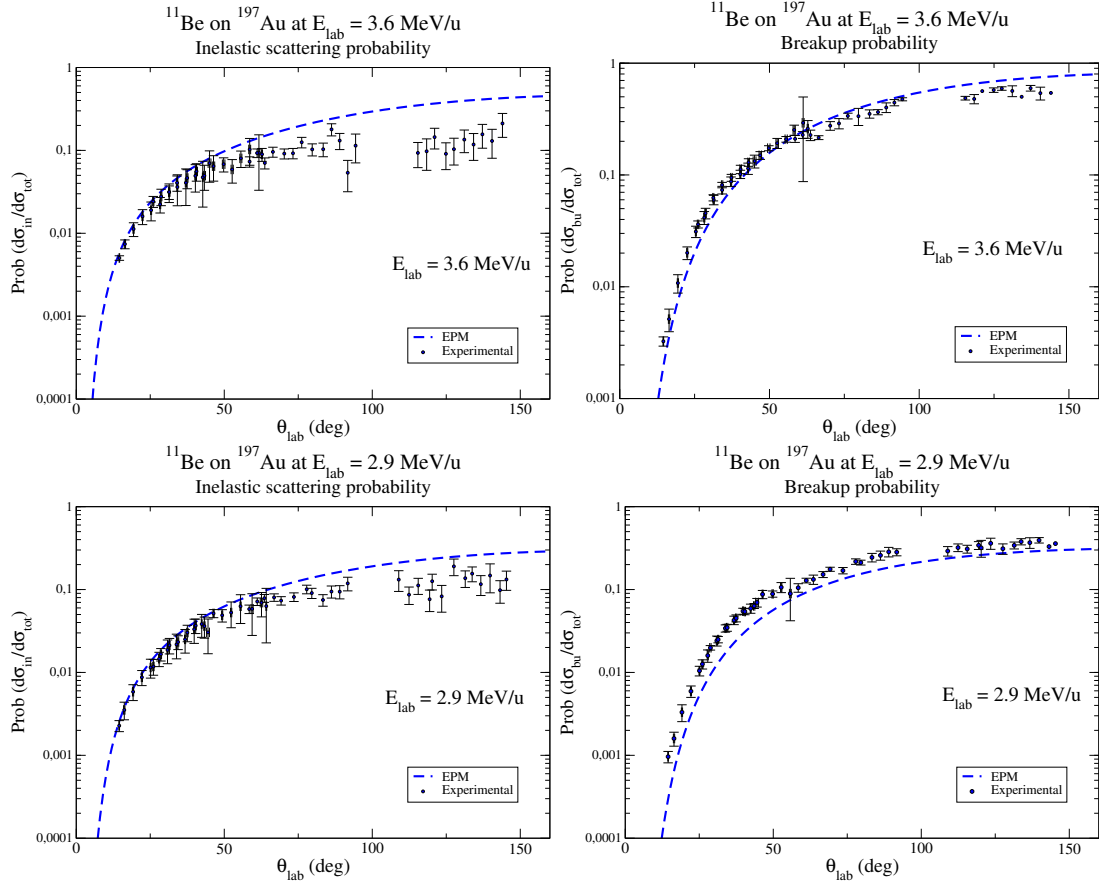 ¹¹Be on ¹⁹⁷Au at E_lab = 3.6 MeV/u
Inelastic scattering probability
1
0,1
0,01
0,001
0,0001
Prob (dσ_in/dσ_tot)
E_lab = 3.6 MeV/u
EPM
Experimental
0 50 100 150
θ_lab (deg)
¹¹Be on ¹⁹⁷Au at E_lab = 3.6 MeV/u
Breakup probability
1
0,1
0,01
0,001
Prob (dσ_bu/dσ_tot)
E_lab = 3.6 MeV/u
EPM
Experimental
0 50 100 150
θ_lab (deg)
¹¹Be on ¹⁹⁷Au at E_lab = 2.9 MeV/u
Inelastic scattering probability
1
0,1
0,01
0,001
0,0001
Prob (dσ_in/dσ_tot)
E_lab = 2.9 MeV/u
EPM
Experimental
0 50 100 150
θ_lab (deg)
¹¹Be on ¹⁹⁷Au at E_lab = 2.9 MeV/u
Breakup probability
1
0,1
0,01
0,001
0,0001
Prob (dσ_bu/dσ_tot)
E_lab = 2.9 MeV/u
EPM
Experimental
0 50 100 150
θ_lab (deg)